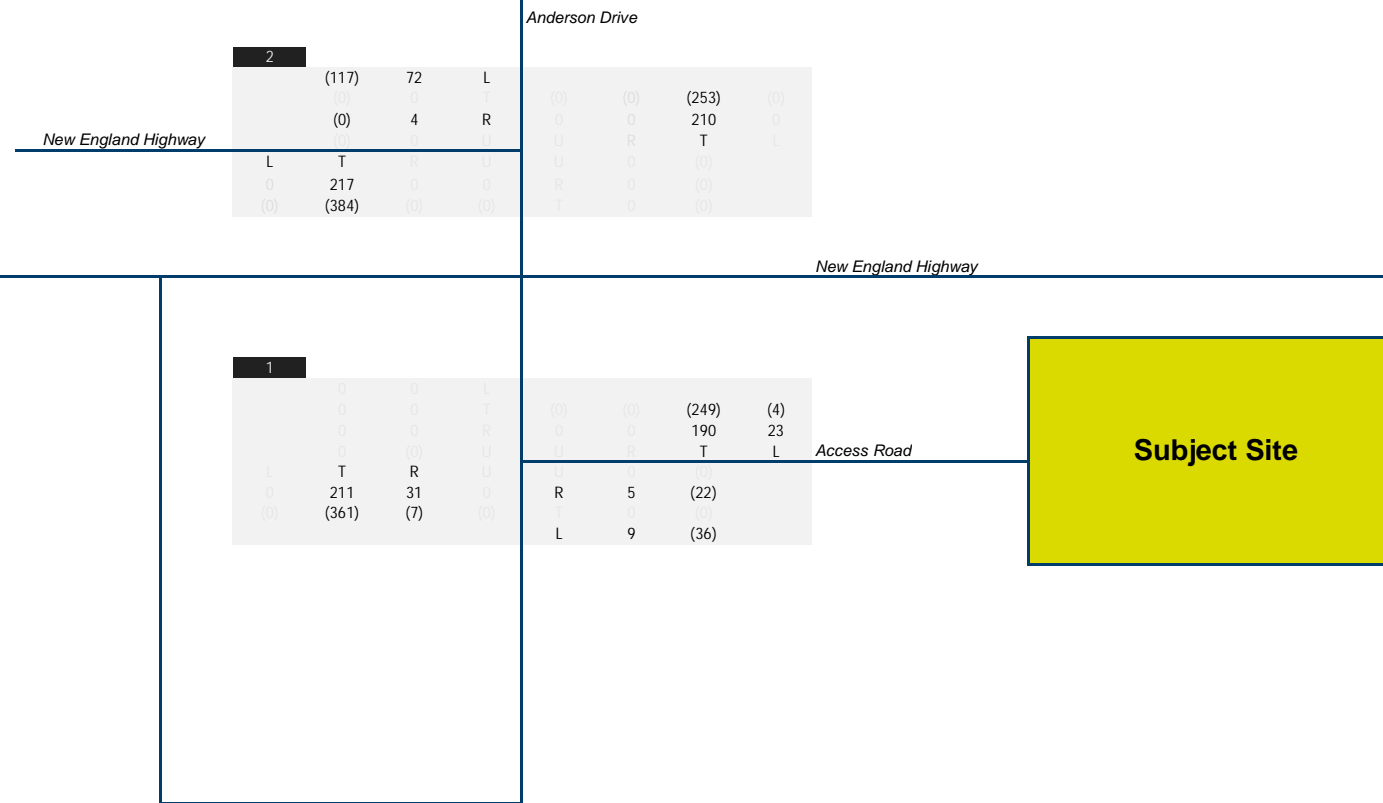 Anderson Drive
2
(117) 72 L
(0) 0 T (0) (0) (253) (0)
(0) 4 R 0 0 210 0
New England Highway (0) 0 U U R T L
L T R U U 0 (0)
0 217 0 0 R 0 (0)
(0) (384) (0) (0) T 0 (0)
New England Highway
1
0 0 L
0 0 T (0) (0) (249) (4)
0 0 R 0 0 190 23
0 (0) U U R T L Access Road Subject Site
L T R U U 0 (0)
0 211 31 0 R 5 (22)
(0) (361) (7) (0) T 0 (0)
L 9 (36)